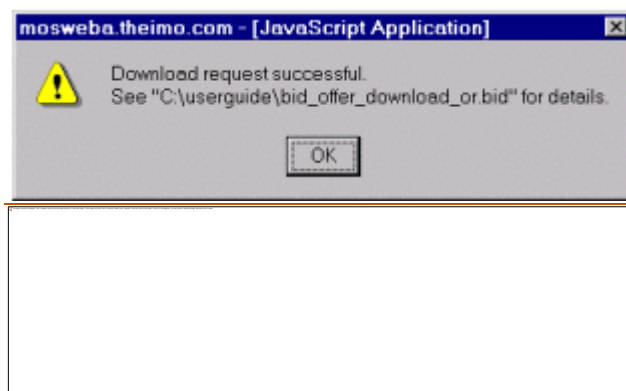 mosweba.theimo.com - [JavaScript Application]
Download request successful.
See "C:\userguide\bid_offer_download_or.bid" for details.
OK